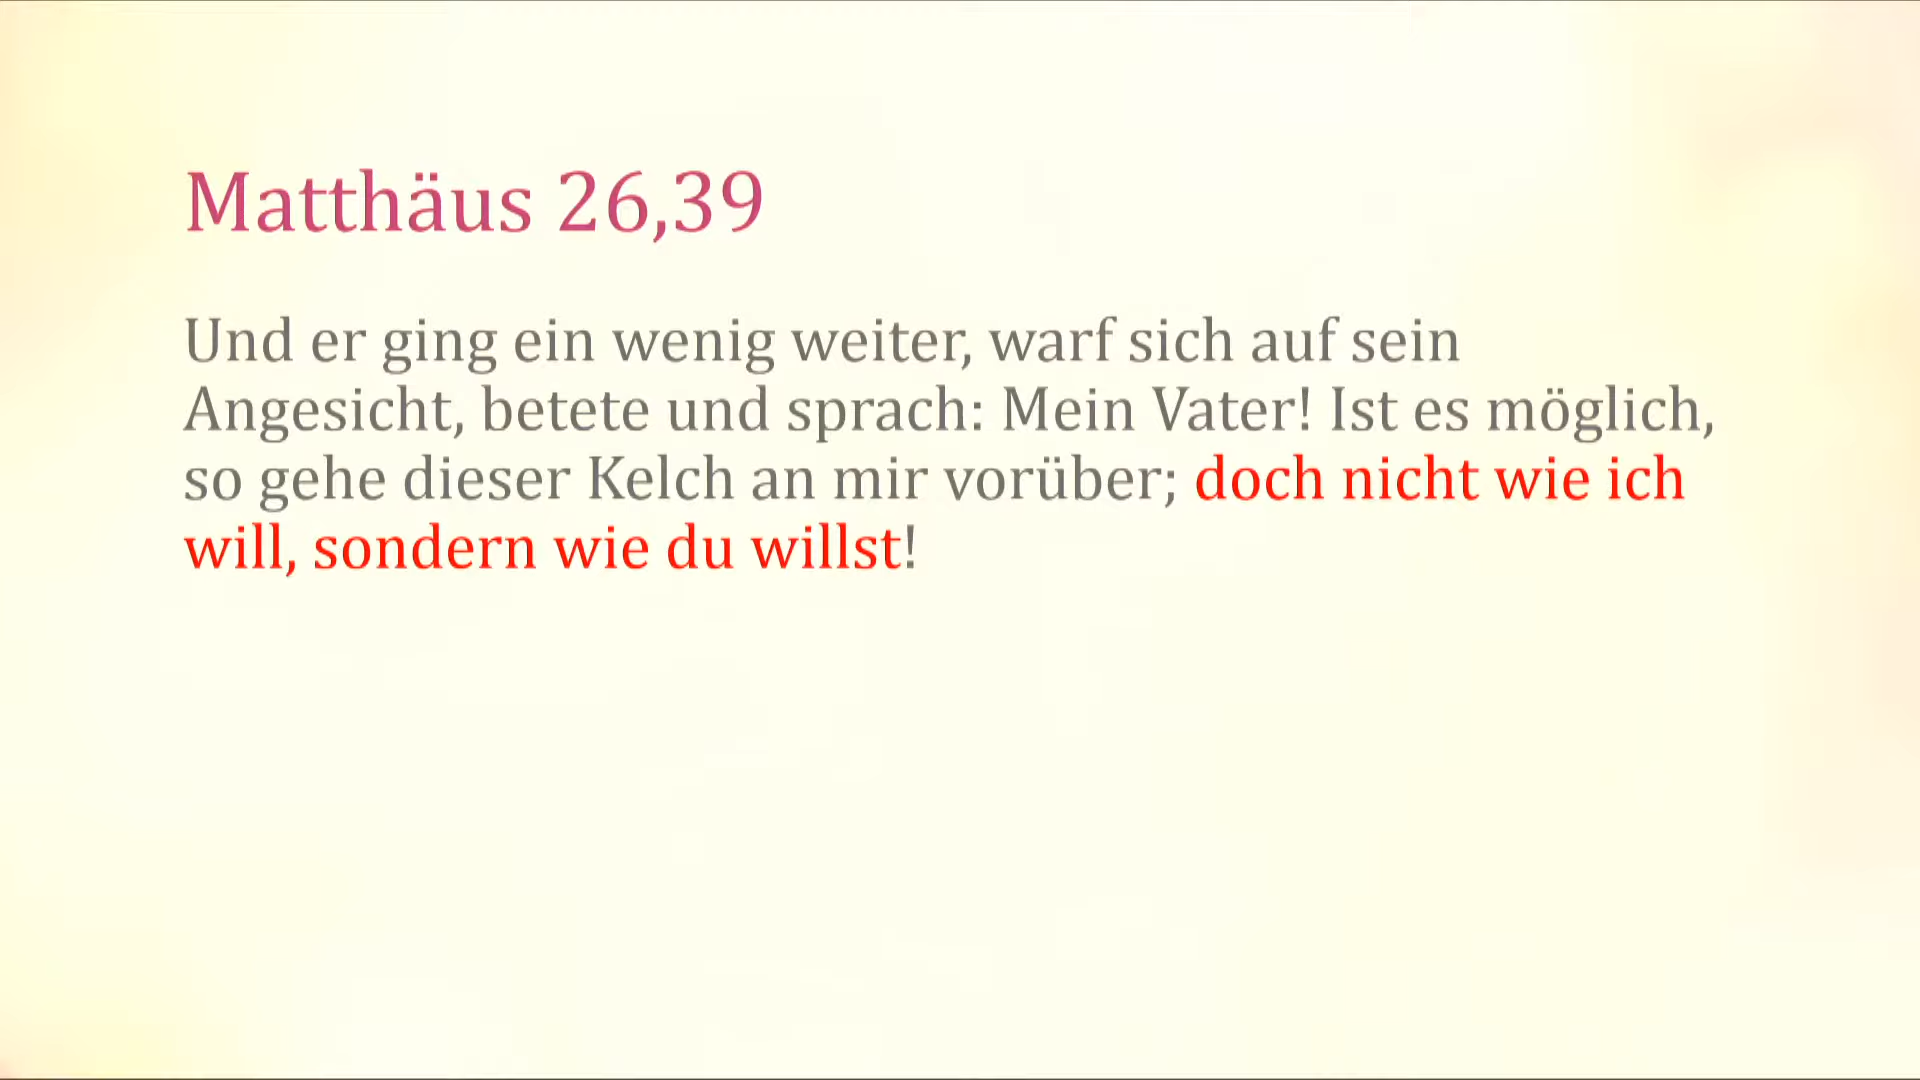 Matthäus 26,39
Und er ging ein wenig weiter, warf sich auf sein
Angesicht, betete und sprach: Mein Vater! Ist es möglich,
so gehe dieser Kelch an mir vorüber; doch nicht wie ich
will, sondern wie du willst!